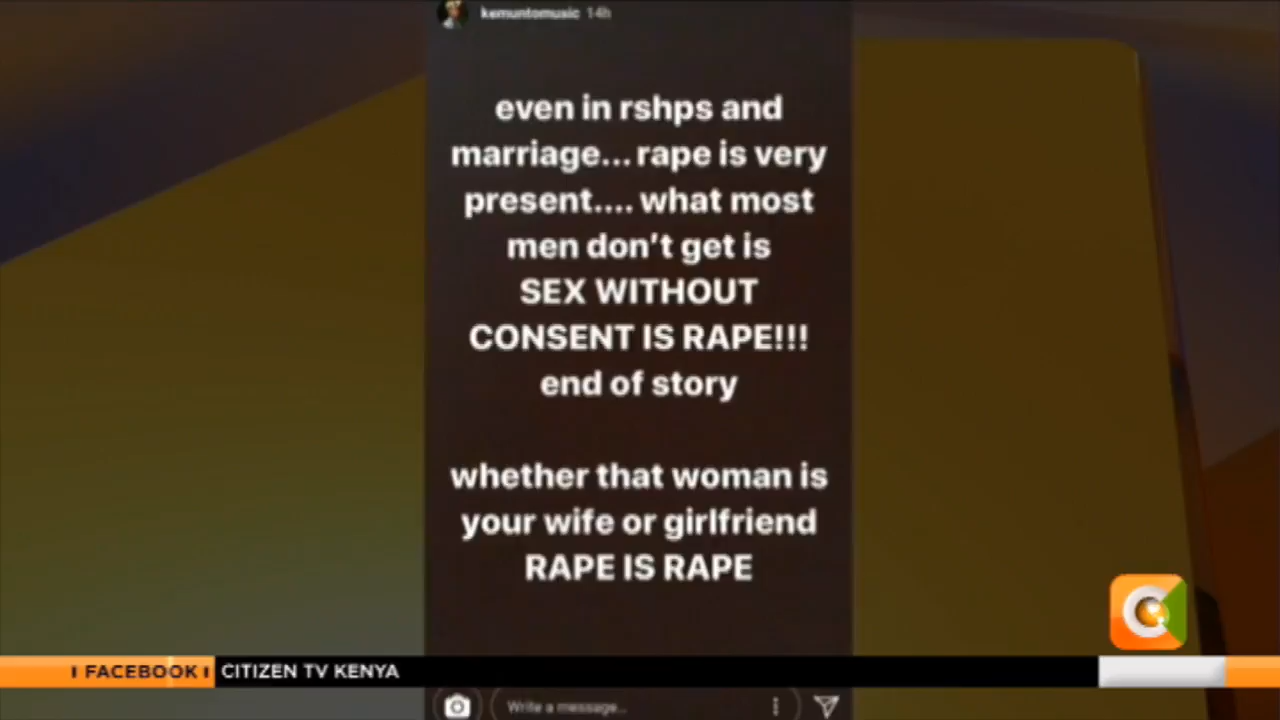 kemuntomusic 14h
even in rshps and
marriage... rape is very
present.... what most
men don't get is
SEX WITHOUT
CONSENT IS RAPE!!!
end of story
whether that woman is
your wife or girlfriend
RAPE IS RAPE
FACEBOOK CITIZEN TV KENYA
Write a message...